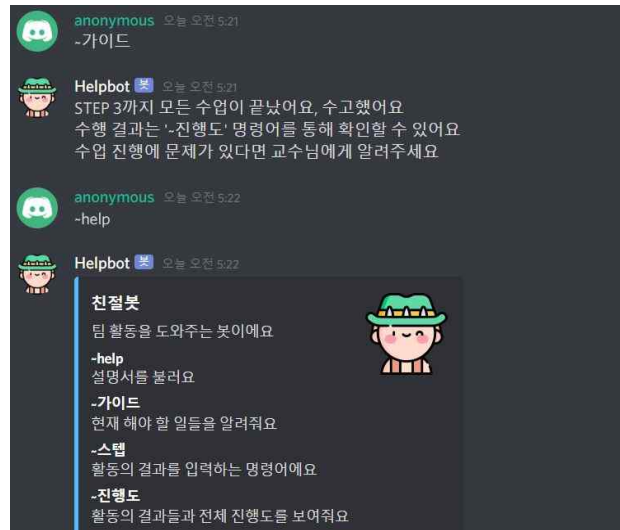 anonymous 오늘 오전 5:21
~가이드
Helpbot 봇 오늘 오전 5:21
STEP 3까지 모든 수업이 끝났어요, 수고했어요
수행 결과는 '~진행도' 명령어를 통해 확인할 수 있어요
수업 진행에 문제가 있다면 교수님에게 알려주세요
anonymous 오늘 오전 5:22
~help
Helpbot 봇 오늘 오전 5:22
친절봇
팀 활동을 도와주는 봇이에요
~help
설명서를 불러요
~가이드
현재 해야 할 일들을 알려줘요
~스텝
활동의 결과를 입력하는 명령어에요
~진행도
활동의 결과들과 전체 진행도를 보여줘요